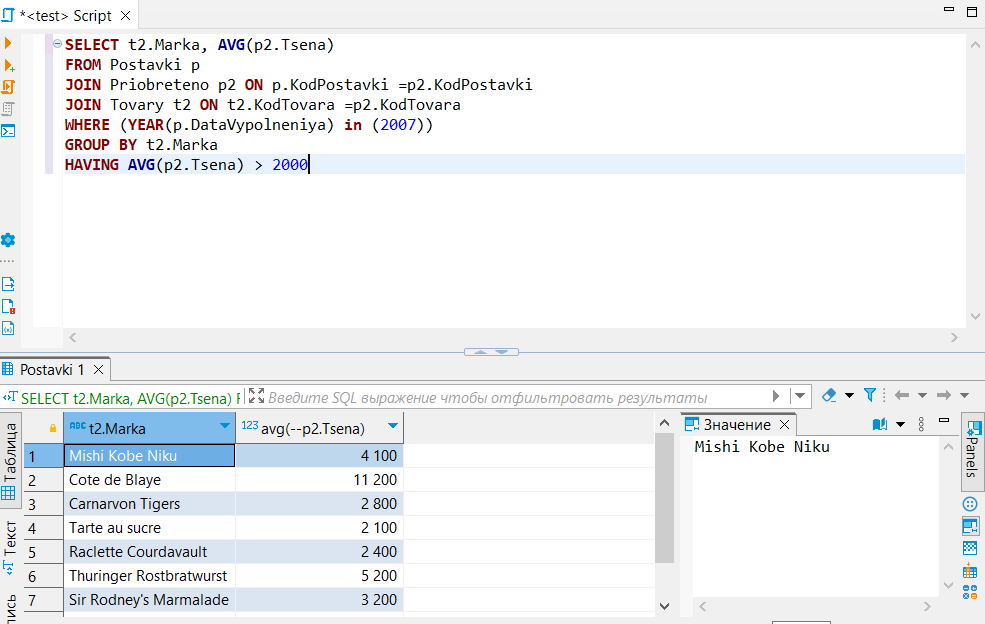 *<test> Script
SELECT t2.Marka, AVG(p2.Tsena)
FROM Postavki p
JOIN Priobreteno p2 ON p.KodPostavki =p2.KodPostavki
JOIN Tovary t2 ON t2.KodTovara =p2.KodTovara
WHERE (YEAR(p.DataVypolneniya) in (2007))
GROUP BY t2.Marka
HAVING AVG(p2.Tsena) > 2000
Postavki 1
SELECT t2.Marka, AVG(p2.Tsena) F
Введите SQL выражение чтобы отфильтровать результаты
Таблица
Текст
ABC t2.Marka
123 avg(--p2.Tsena)
1 Mishi Kobe Niku 4 100
2 Cote de Blaye 11 200
3 Carnarvon Tigers 2 800
4 Tarte au sucre 2 100
5 Raclette Courdavault 2 400
6 Thuringer Rostbratwurst 5 200
7 Sir Rodney's Marmalade 3 200
Значение
Mishi Kobe Niku
Panels